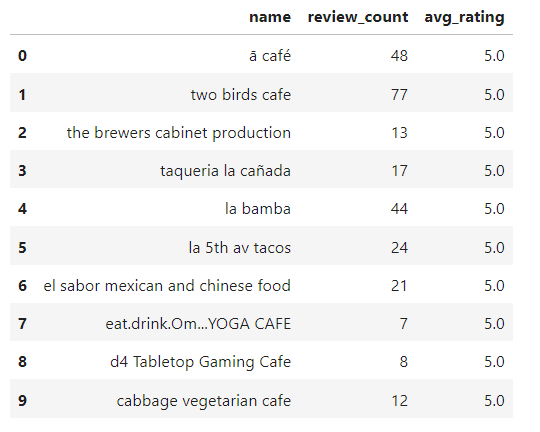 name review_count avg_rating
0 ā café 48 5.0
1 two birds cafe 77 5.0
2 the brewers cabinet production 13 5.0
3 taqueria la cañada 17 5.0
4 la bamba 44 5.0
5 la 5th av tacos 24 5.0
6 el sabor mexican and chinese food 21 5.0
7 eat.drink.Om...YOGA CAFE 7 5.0
8 d4 Tabletop Gaming Cafe 8 5.0
9 cabbage vegetarian cafe 12 5.0